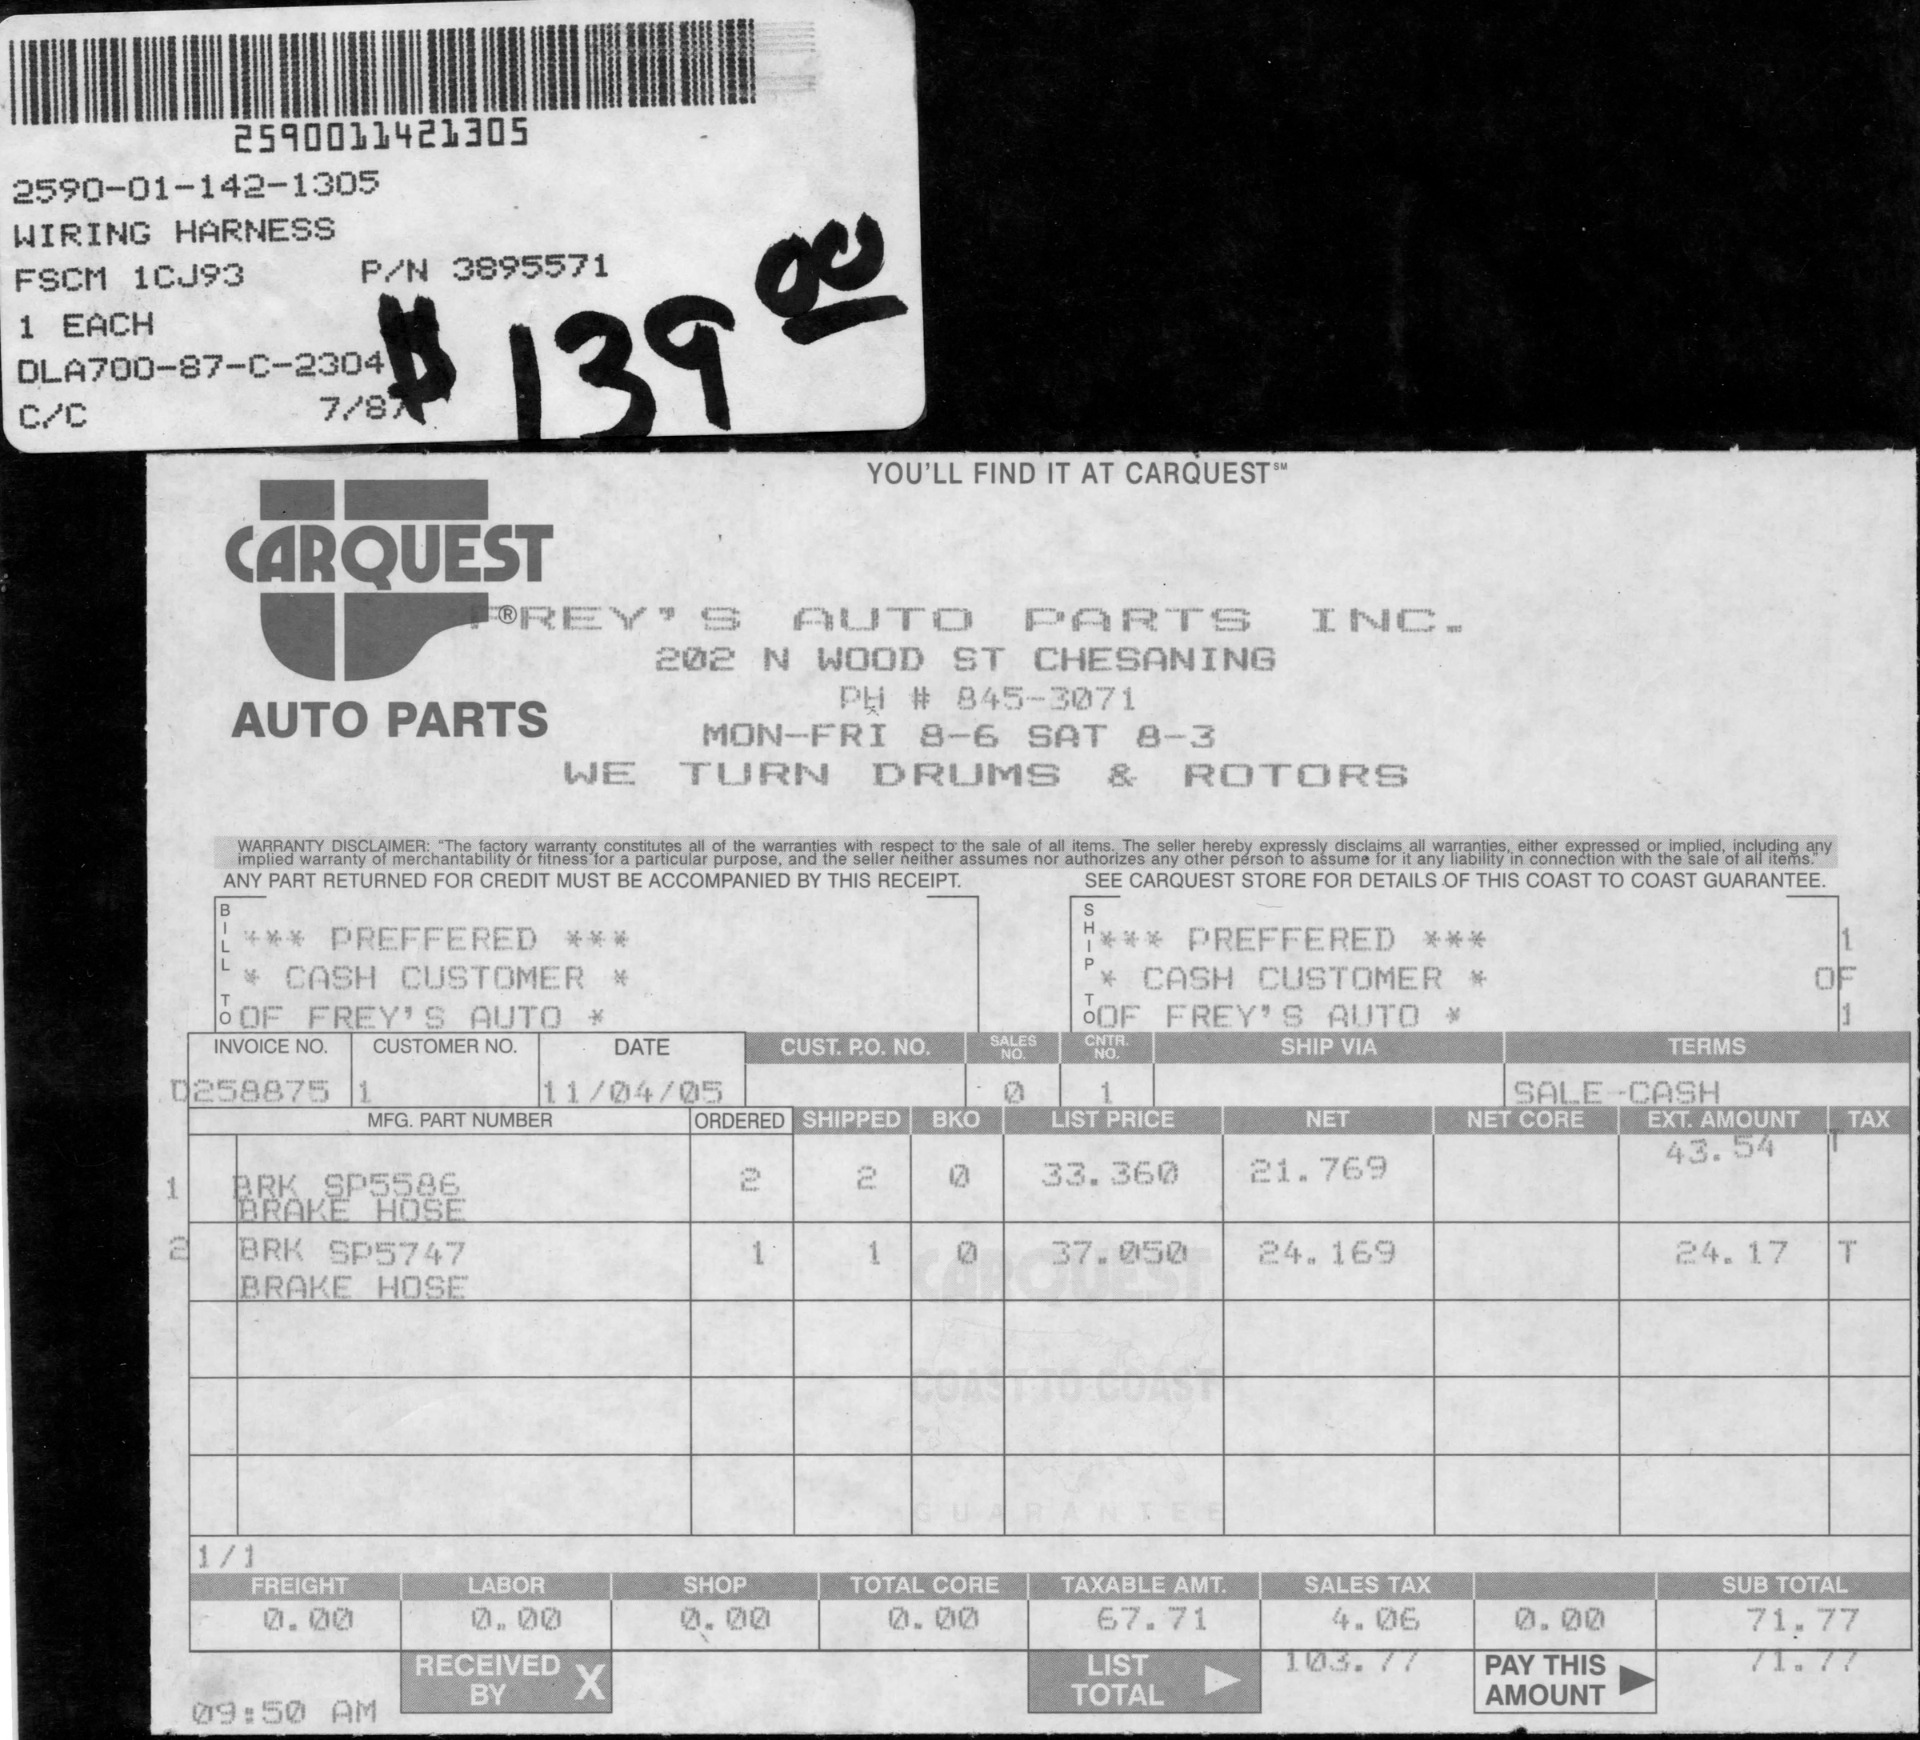 2590011421305
2590-01-142-1305
WIRING HARNESS
FSCM 1CJ93 P/N 3895571
1 EACH
DLA700-87-C-2304
C/C 7/87
$139.00
YOU'LL FIND IT AT CARQUEST℠
CARQUEST®
AUTO PARTS
FREY'S AUTO PARTS INC.
202 N WOOD ST CHESANING
PH # 845-3071
MON-FRI 8-6 SAT 8-3
WE TURN DRUMS & ROTORS
WARRANTY DISCLAIMER: "The factory warranty constitutes all of the warranties with respect to the sale of all items. The seller hereby expressly disclaims all warranties, either expressed or implied, including any
implied warranty of merchantability or fitness for a particular purpose, and the seller neither assumes nor authorizes any other person to assume for it any liability in connection with the sale of all items."
ANY PART RETURNED FOR CREDIT MUST BE ACCOMPANIED BY THIS RECEIPT. SEE CARQUEST STORE FOR DETAILS OF THIS COAST TO COAST GUARANTEE.
BILL TO SHIP TO
*** PREFFERED *** *** PREFFERED *** 1
* CASH CUSTOMER * * CASH CUSTOMER * OF
OF FREY'S AUTO * OF FREY'S AUTO * 1
INVOICE NO. CUSTOMER NO. DATE CUST. P.O. NO. SALES NO. CNTR. NO. SHIP VIA TERMS
D258875 1 11/04/05 0 1 SALE-CASH
MFG. PART NUMBER ORDERED SHIPPED BKO LIST PRICE NET NET CORE EXT. AMOUNT TAX
1 BRK SP5586 2 2 0 33.360 21.769 43.54 T
BRAKE HOSE
2 BRK SP5747 1 1 0 37.050 24.169 24.17 T
BRAKE HOSE
CARQUEST
COAST TO COAST
GUARANTEE
1/1
FREIGHT LABOR SHOP TOTAL CORE TAXABLE AMT. SALES TAX SUB TOTAL
0.00 0.00 0.00 0.00 67.71 4.06 0.00 71.77
RECEIVED BY X LIST TOTAL 103.77 PAY THIS AMOUNT 71.77
09:50 AM